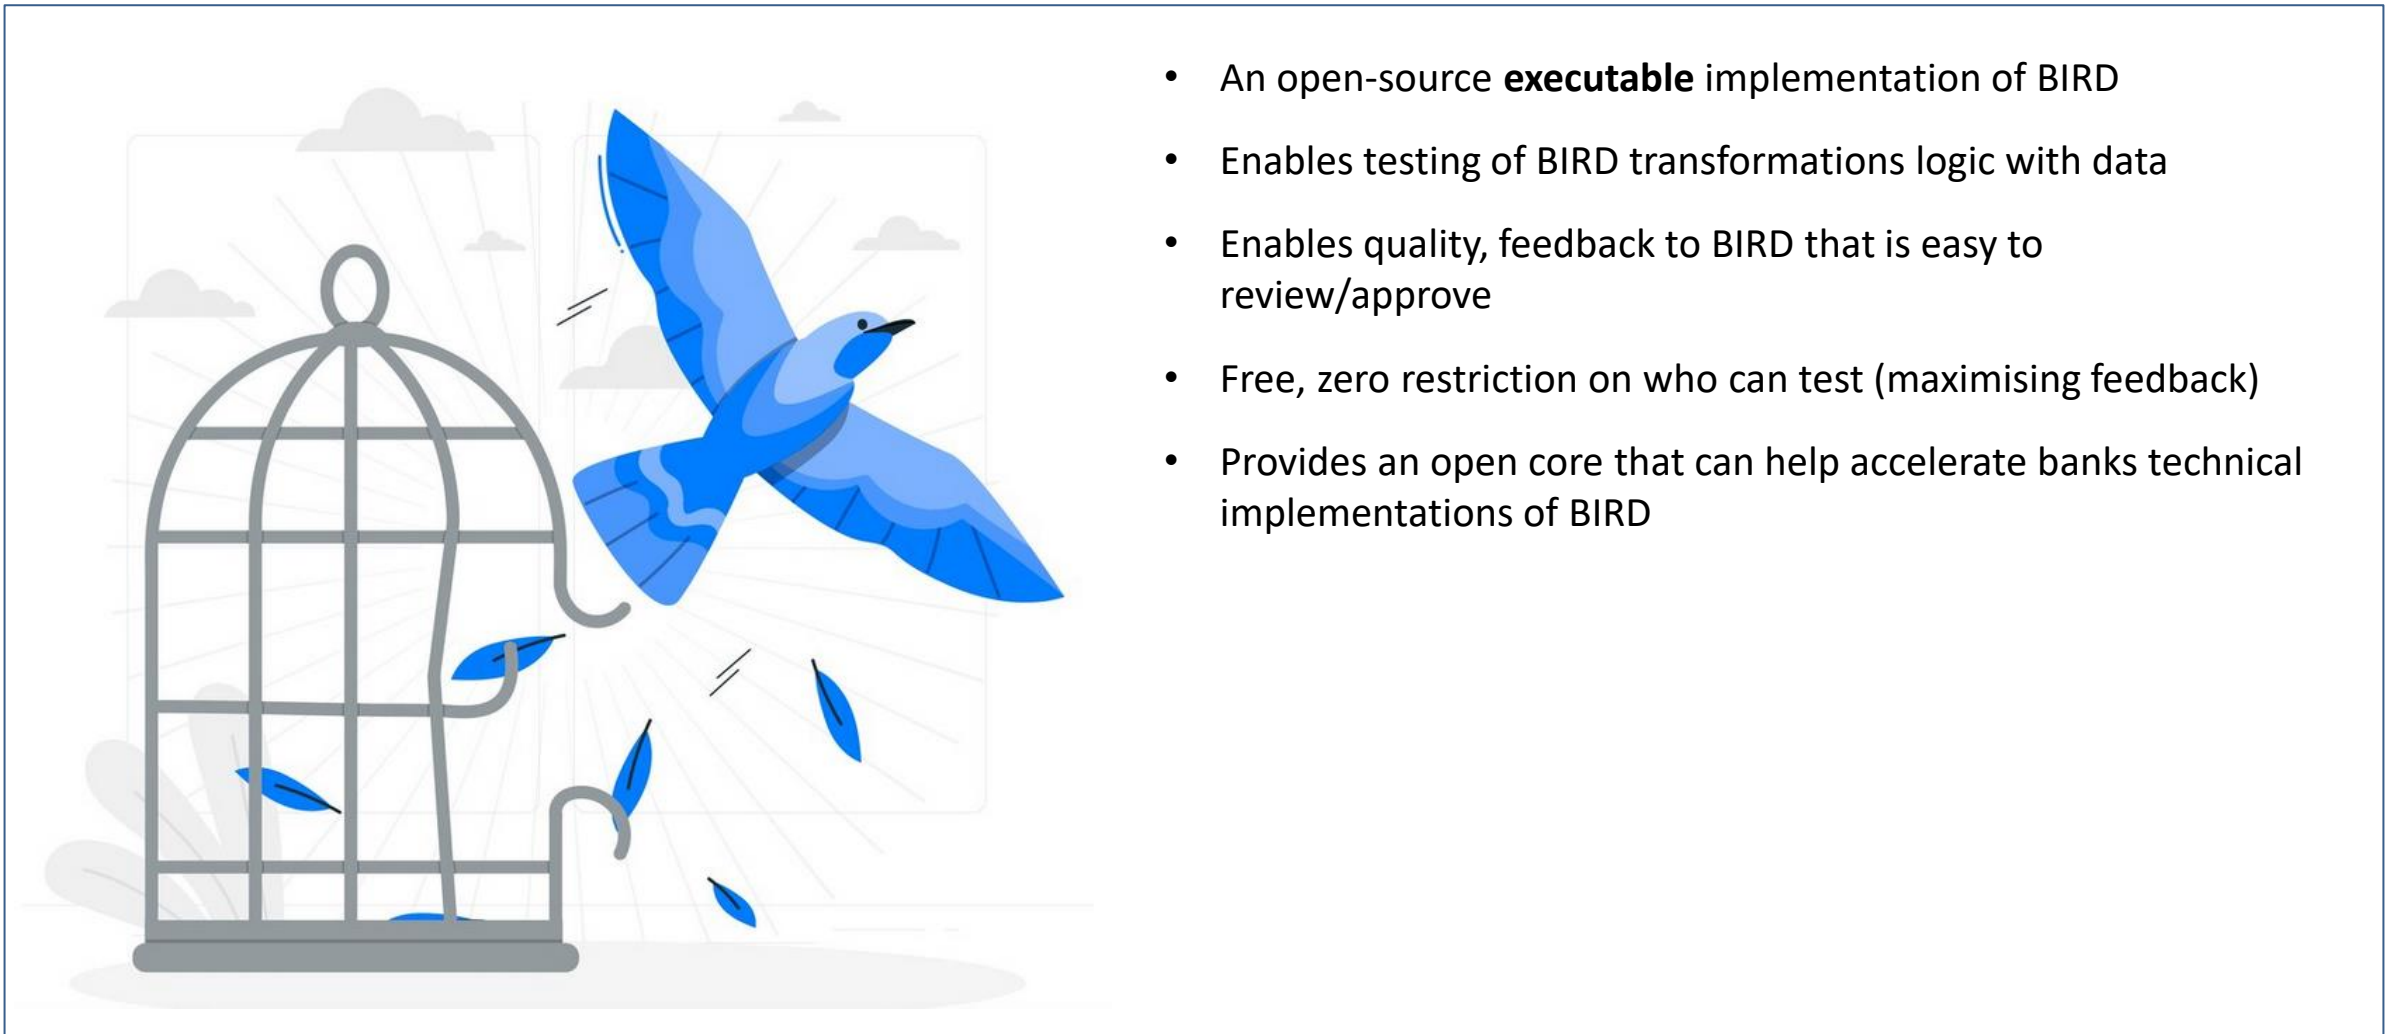 • An open-source executable implementation of BIRD
• Enables testing of BIRD transformations logic with data
• Enables quality, feedback to BIRD that is easy to
review/approve
• Free, zero restriction on who can test (maximising feedback)
• Provides an open core that can help accelerate banks technical
implementations of BIRD